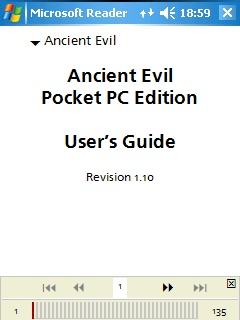 Microsoft Reader 18:59
Ancient Evil
Ancient Evil
Pocket PC Edition
User's Guide
Revision 1.10
1
1 135